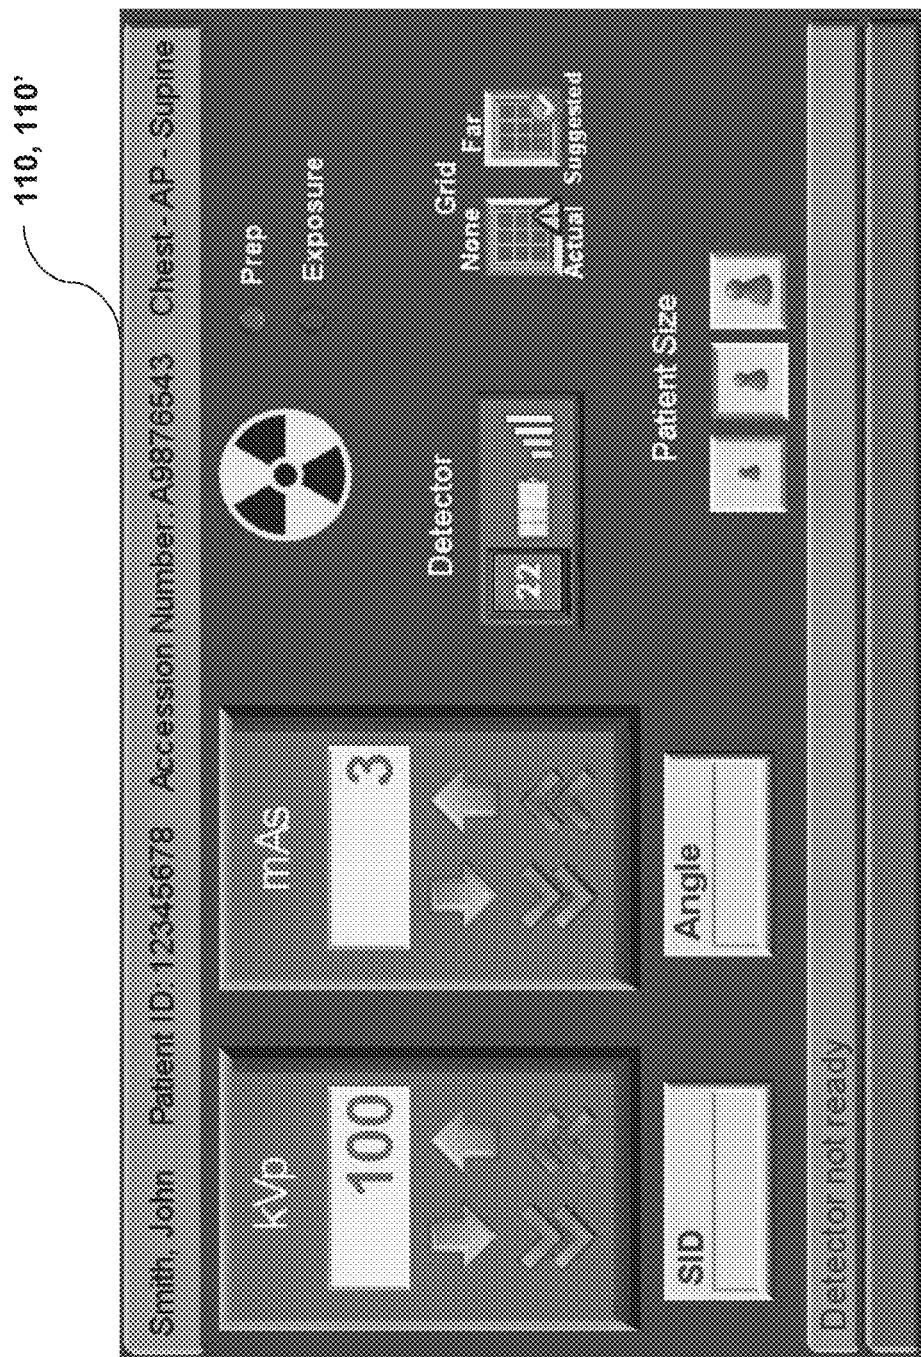 110, 110'
Smith, John Patient ID 12345678 Accession Number A9876543 Chest - AP - Supine
kVp
100
mAs
3
Prep
Exposure
Detector
22
Grid
None Far
Actual Suggested
Patient Size
SID
Angle
Detector not ready